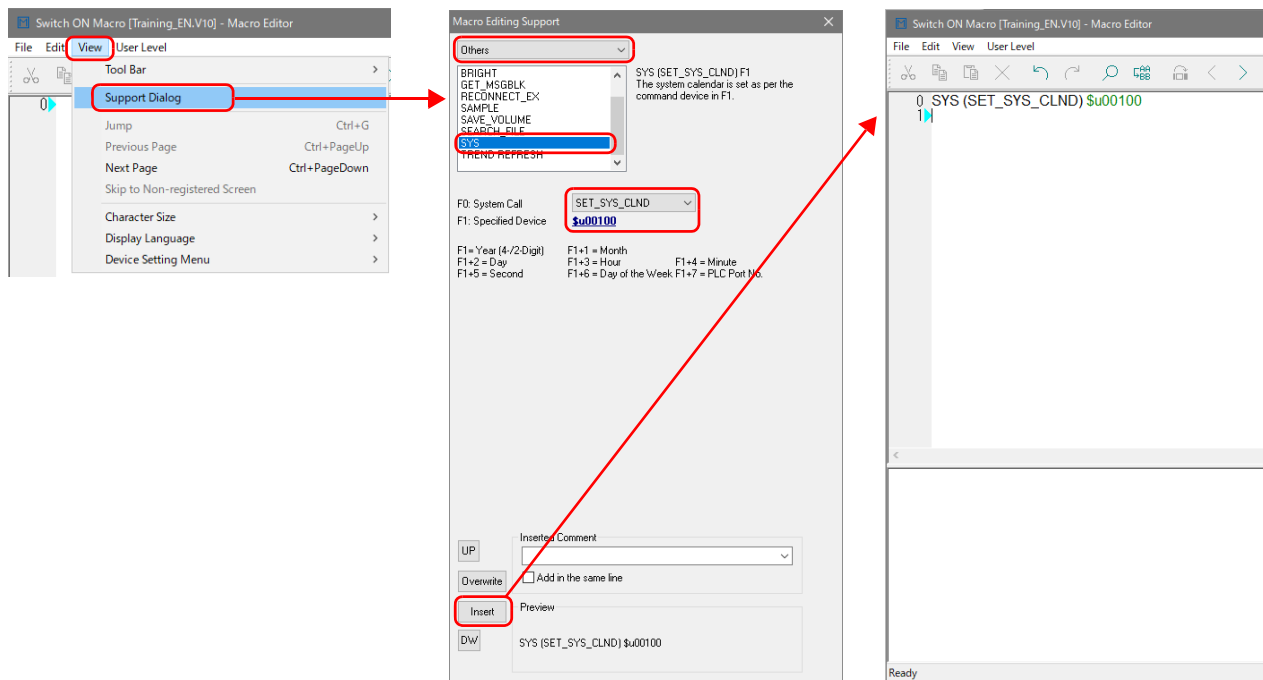 Switch ON Macro [Training_EN.V10] - Macro Editor
File Edit View User Level
0
Tool Bar
Support Dialog
Jump Ctrl+G
Previous Page Ctrl+PageUp
Next Page Ctrl+PageDown
Skip to Non-registered Screen
Character Size
Display Language
Device Setting Menu
Macro Editing Support
Others
BRIGHT
GET_MSGBLK
RECONNECT_EX
SAMPLE
SAVE_VOLUME
SEARCH_FILE
SYS
TREND REFRESH
SYS (SET_SYS_CLND) F1
The system calendar is set as per the
command device in F1.
F0: System Call SET_SYS_CLND
F1: Specified Device $u00100
F1= Year (4-/2-Digit) F1+1 = Month
F1+2 = Day F1+3 = Hour F1+4 = Minute
F1+5 = Second F1+6 = Day of the Week F1+7 = PLC Port No.
UP
Inserted Comment
Overwrite
Add in the same line
Insert
Preview
DW
SYS (SET_SYS_CLND) $u00100
Switch ON Macro [Training_EN.V10] - Macro Editor
File Edit View User Level
0 SYS (SET_SYS_CLND) $u00100
1
Ready